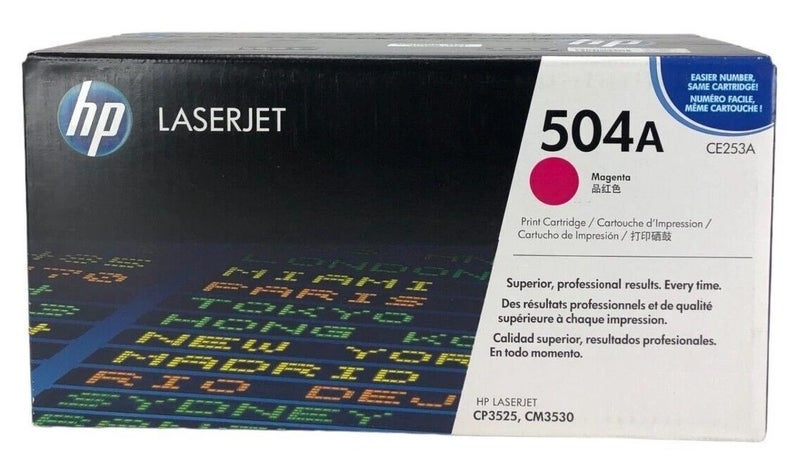 hp
LASERJET
EASIER NUMBER,
SAME CARTRIDGE!
NUMÉRO FACILE,
MÊME CARTOUCHE!
504A
CE253A
Magenta
品红色
Print Cartridge / Cartouche d'Impression /
Cartucho de Impresión / 打印硒鼓
Superior, professional results. Every time.
Des résultats professionnels et de qualité
supérieure à chaque impression.
Calidad superior, resultados profesionales.
En todo momento.
HP LASERJET
CP3525, CM3530
LONDON
MIAMI
PARIS
TOKYO
HONG KO
NEW YOR
MADRID
RIO DEJ
SYDNEY